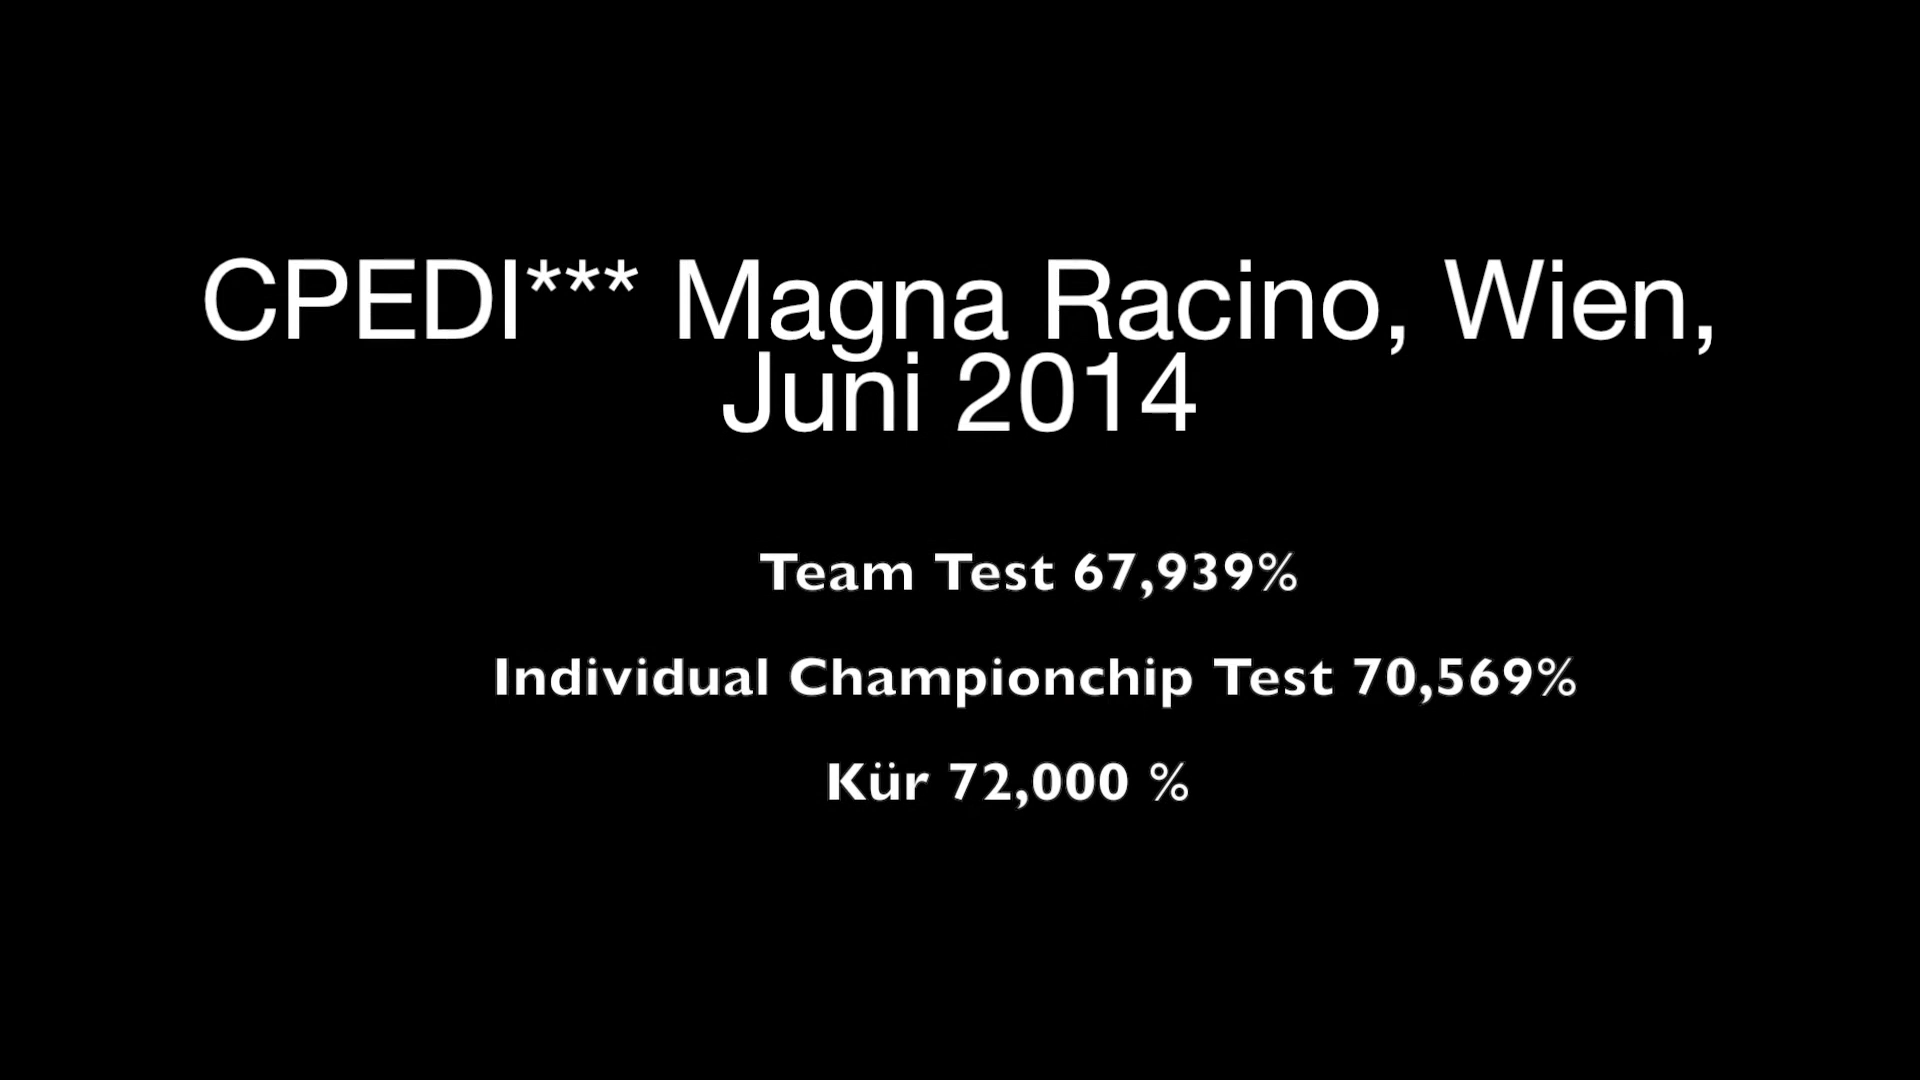 CPEDI*** Magna Racino, Wien,
Juni 2014
Team Test 67,939%
Individual Championchip Test 70,569%
Kür 72,000 %